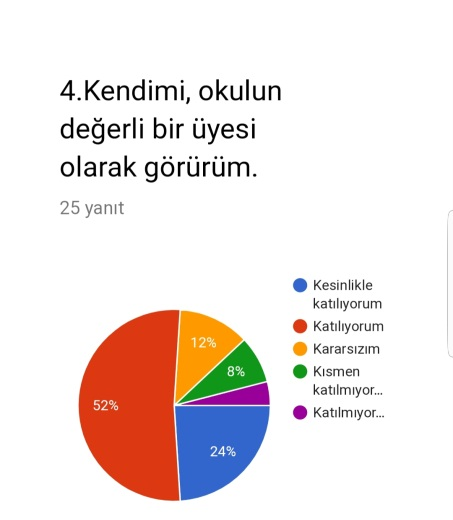 4.Kendimi, okulun
değerli bir üyesi
olarak görürüm.
25 yanıt
Kesinlikle
katılıyorum
Katılıyorum
Kararsızım
Kısmen
katılmıyor...
Katılmıyor...
12%
8%
52%
24%